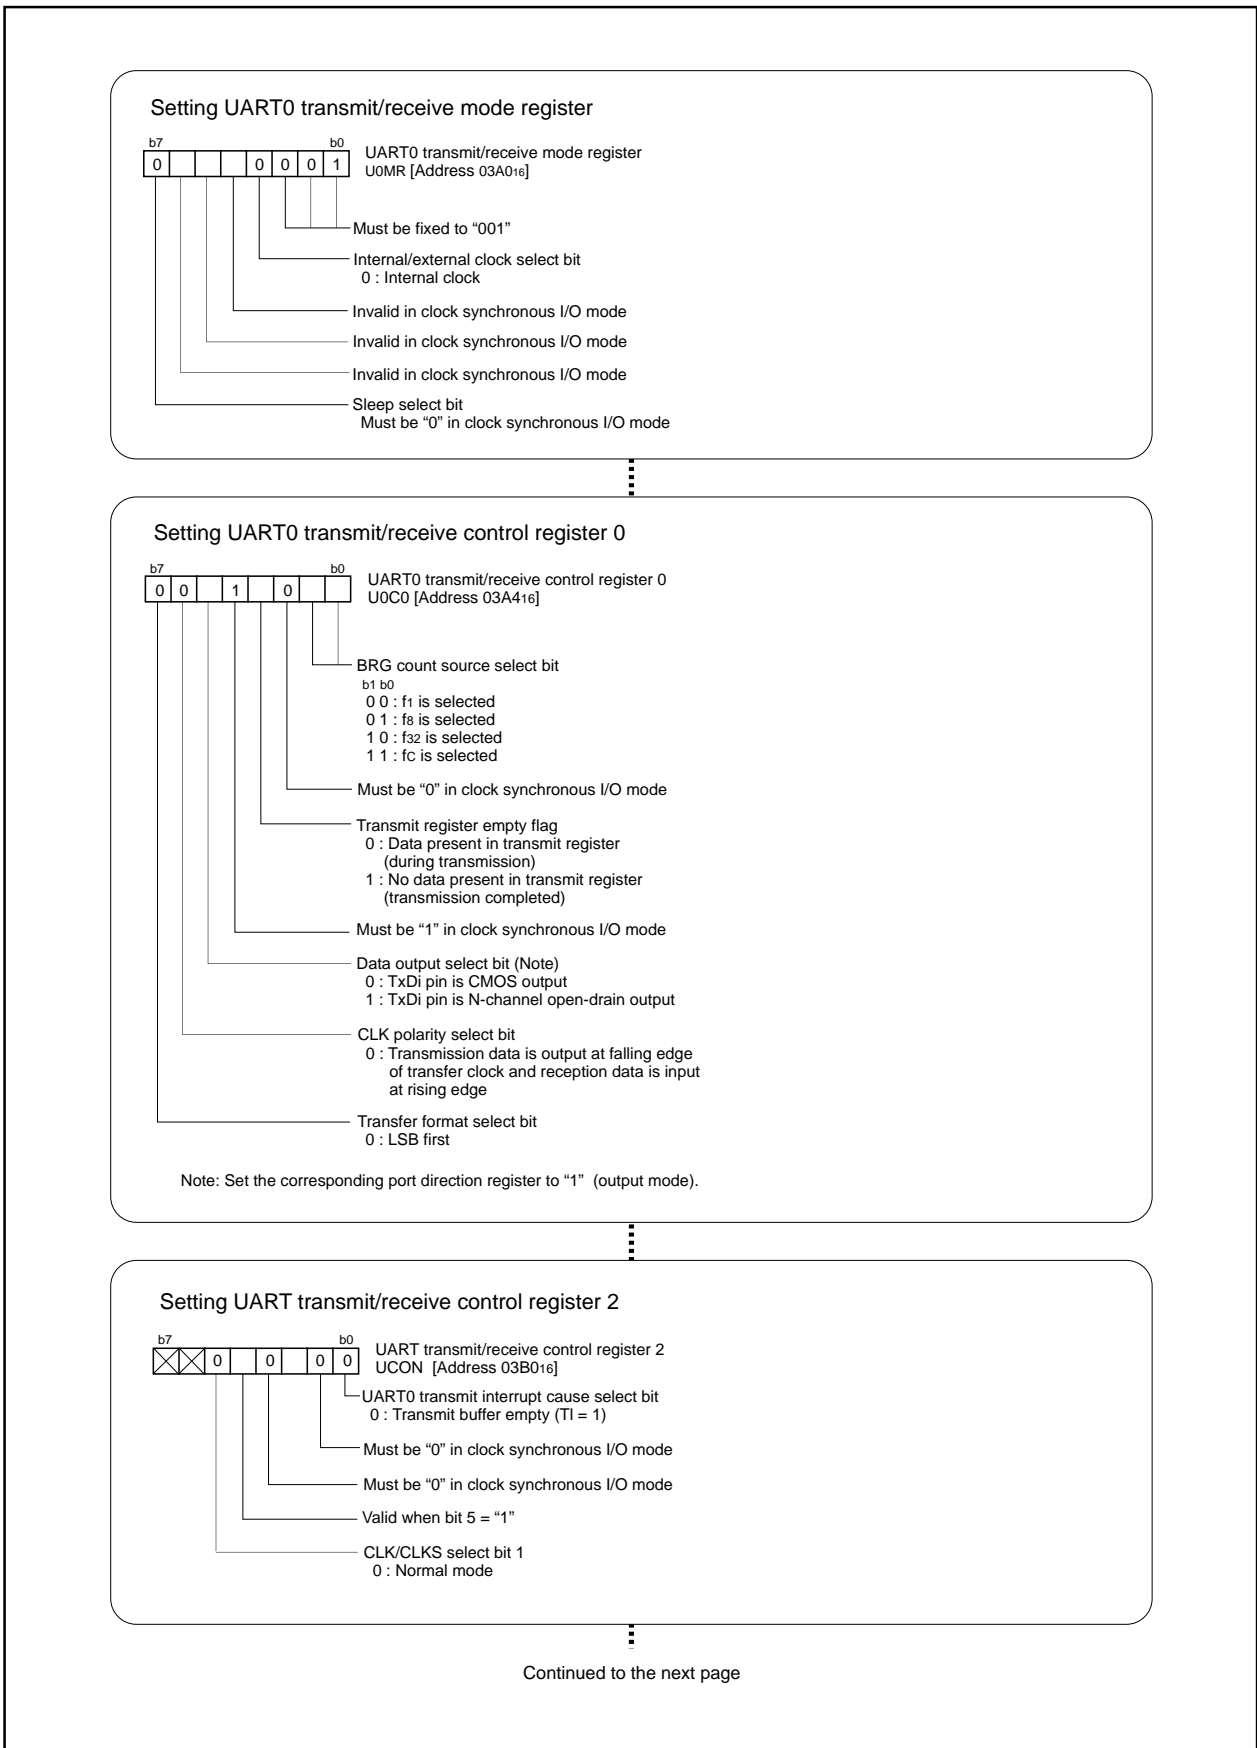 Setting UART0 transmit/receive mode register
b7 b0
0 0 0 0 1
UART0 transmit/receive mode register
U0MR [Address 03A016]
Must be fixed to “001”
Internal/external clock select bit
0 : Internal clock
Invalid in clock synchronous I/O mode
Invalid in clock synchronous I/O mode
Invalid in clock synchronous I/O mode
Sleep select bit
Must be “0” in clock synchronous I/O mode
Setting UART0 transmit/receive control register 0
b7 b0
0 0 1 0
UART0 transmit/receive control register 0
U0C0 [Address 03A416]
BRG count source select bit
b1 b0
0 0 : f1 is selected
0 1 : f8 is selected
1 0 : f32 is selected
1 1 : fC is selected
Must be “0” in clock synchronous I/O mode
Transmit register empty flag
0 : Data present in transmit register
(during transmission)
1 : No data present in transmit register
(transmission completed)
Must be “1” in clock synchronous I/O mode
Data output select bit (Note)
0 : TxDi pin is CMOS output
1 : TxDi pin is N-channel open-drain output
CLK polarity select bit
0 : Transmission data is output at falling edge
of transfer clock and reception data is input
at rising edge
Transfer format select bit
0 : LSB first
Note: Set the corresponding port direction register to “1” (output mode).
Setting UART transmit/receive control register 2
b7 b0
0 0 0 0
UART transmit/receive control register 2
UCON [Address 03B016]
UART0 transmit interrupt cause select bit
0 : Transmit buffer empty (TI = 1)
Must be “0” in clock synchronous I/O mode
Must be “0” in clock synchronous I/O mode
Valid when bit 5 = “1”
CLK/CLKS select bit 1
0 : Normal mode
Continued to the next page